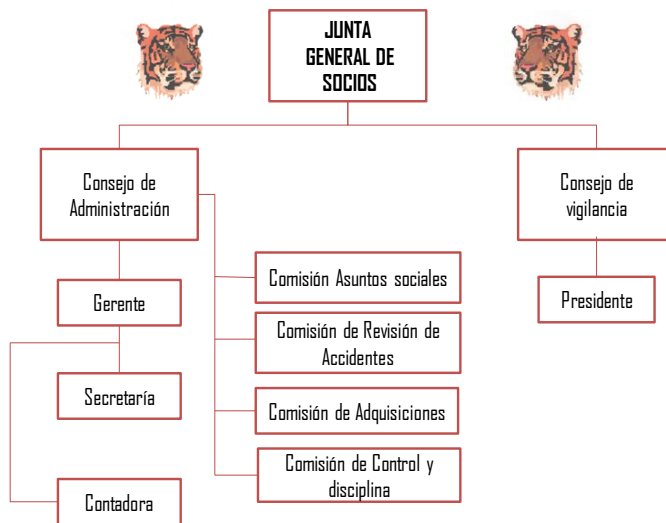 JUNTA
GENERAL DE
SOCIOS
Consejo de
Administración
Consejo de
vigilancia
Gerente
Secretaría
Contadora
Comisión Asuntos sociales
Comisión de Revisión de
Accidentes
Comisión de Adquisiciones
Comisión de Control y
disciplina
Presidente